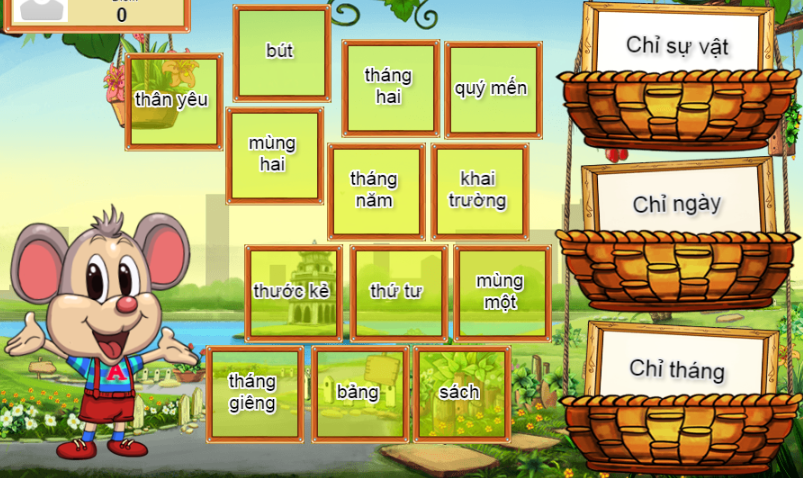 0
bút
tháng
hai
quý mến
thân yêu
mùng
hai
tháng
năm
khai
trường
thước kẻ
thứ tư
mùng
một
tháng
giêng
bảng
sách
Chỉ sự vật
Chỉ ngày
Chỉ tháng
A